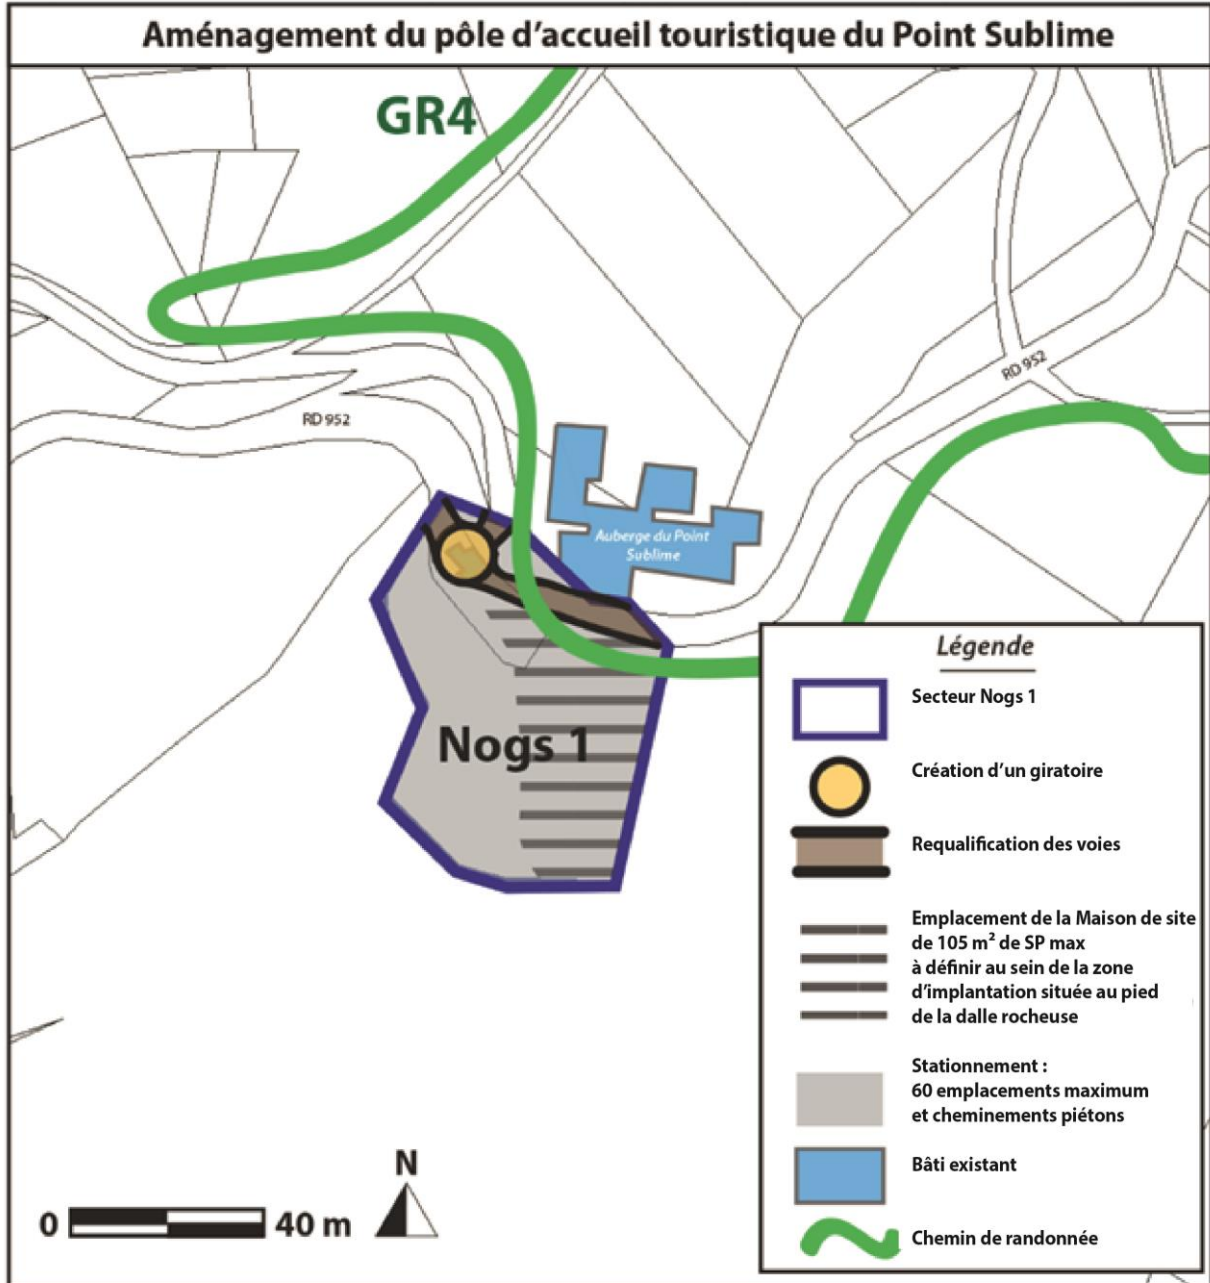 Aménagement du pôle d’accueil touristique du Point Sublime
GR4
RD 952
RD 952
Auberge du Point
Sublime
Nogs 1
Légende
Secteur Nogs 1
Création d’un giratoire
Requalification des voies
Emplacement de la Maison de site
de 105 m² de SP max
à définir au sein de la zone
d’implantation située au pied
de la dalle rocheuse
Stationnement :
60 emplacements maximum
et cheminements piétons
Bâti existant
Chemin de randonnée
0 40 m
N